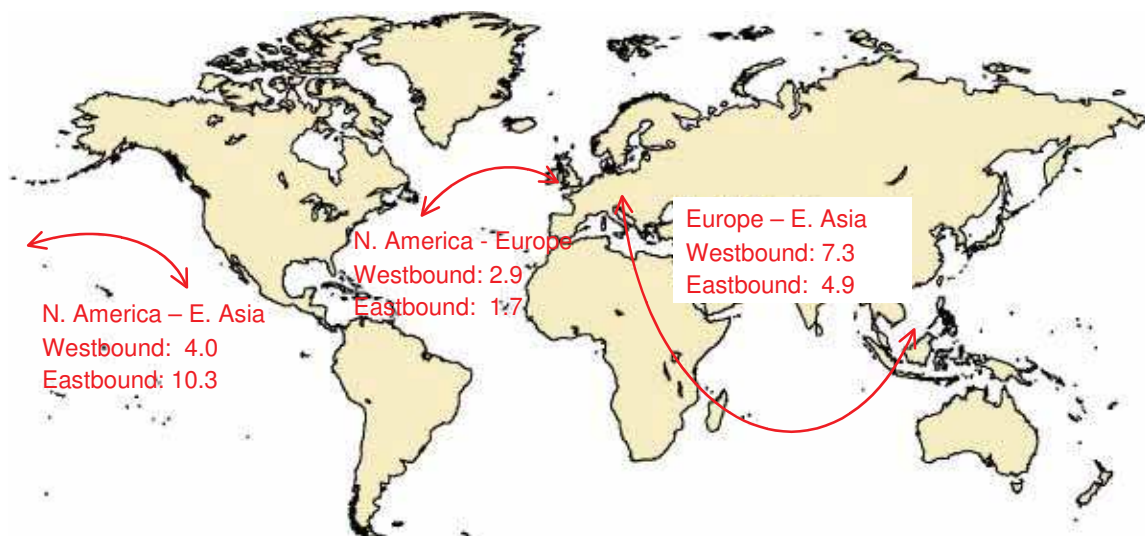 N. America - Europe
Westbound: 2.9
Eastbound: 1.7
Europe – E. Asia
Westbound: 7.3
Eastbound: 4.9
N. America – E. Asia
Westbound: 4.0
Eastbound: 10.3